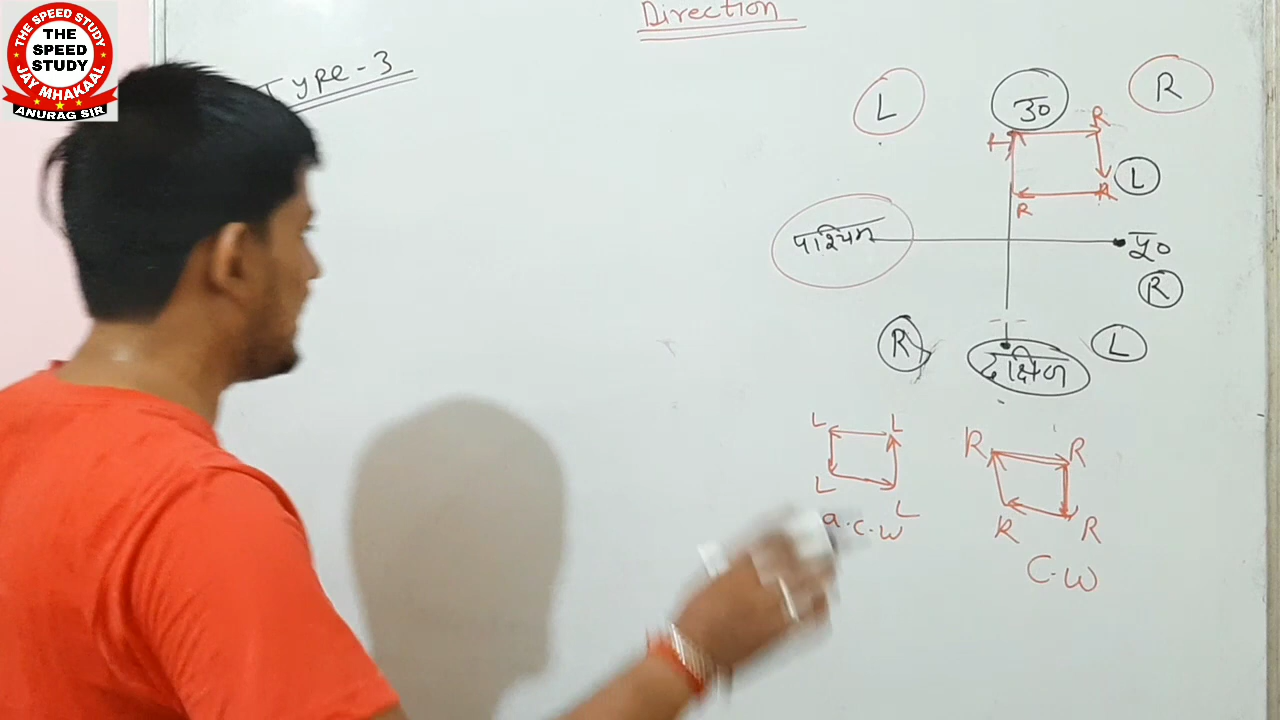 THE SPEED STUDY
THE
SPEED
STUDY
JAY MHAKAAL
ANURAG SIR
Direction
Type-3
L
उ०
R
R
L
R
R
पश्चिम
पू०
R
R
दक्षिण
L
L L
L L
a.c.w
R R
R R
C.W